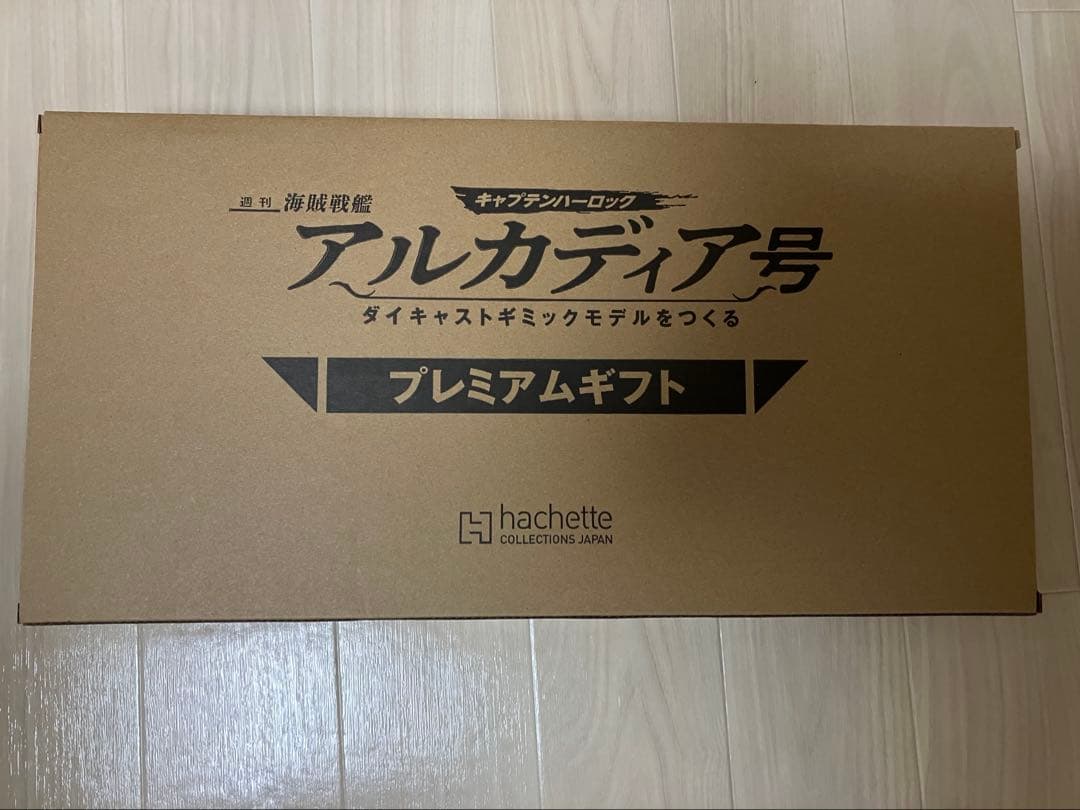 キャプテンハーロック
週刊 海賊戦艦
アルカディア号
ダイキャストギミックモデルをつくる
プレミアムギフト
hachette
COLLECTIONS JAPAN